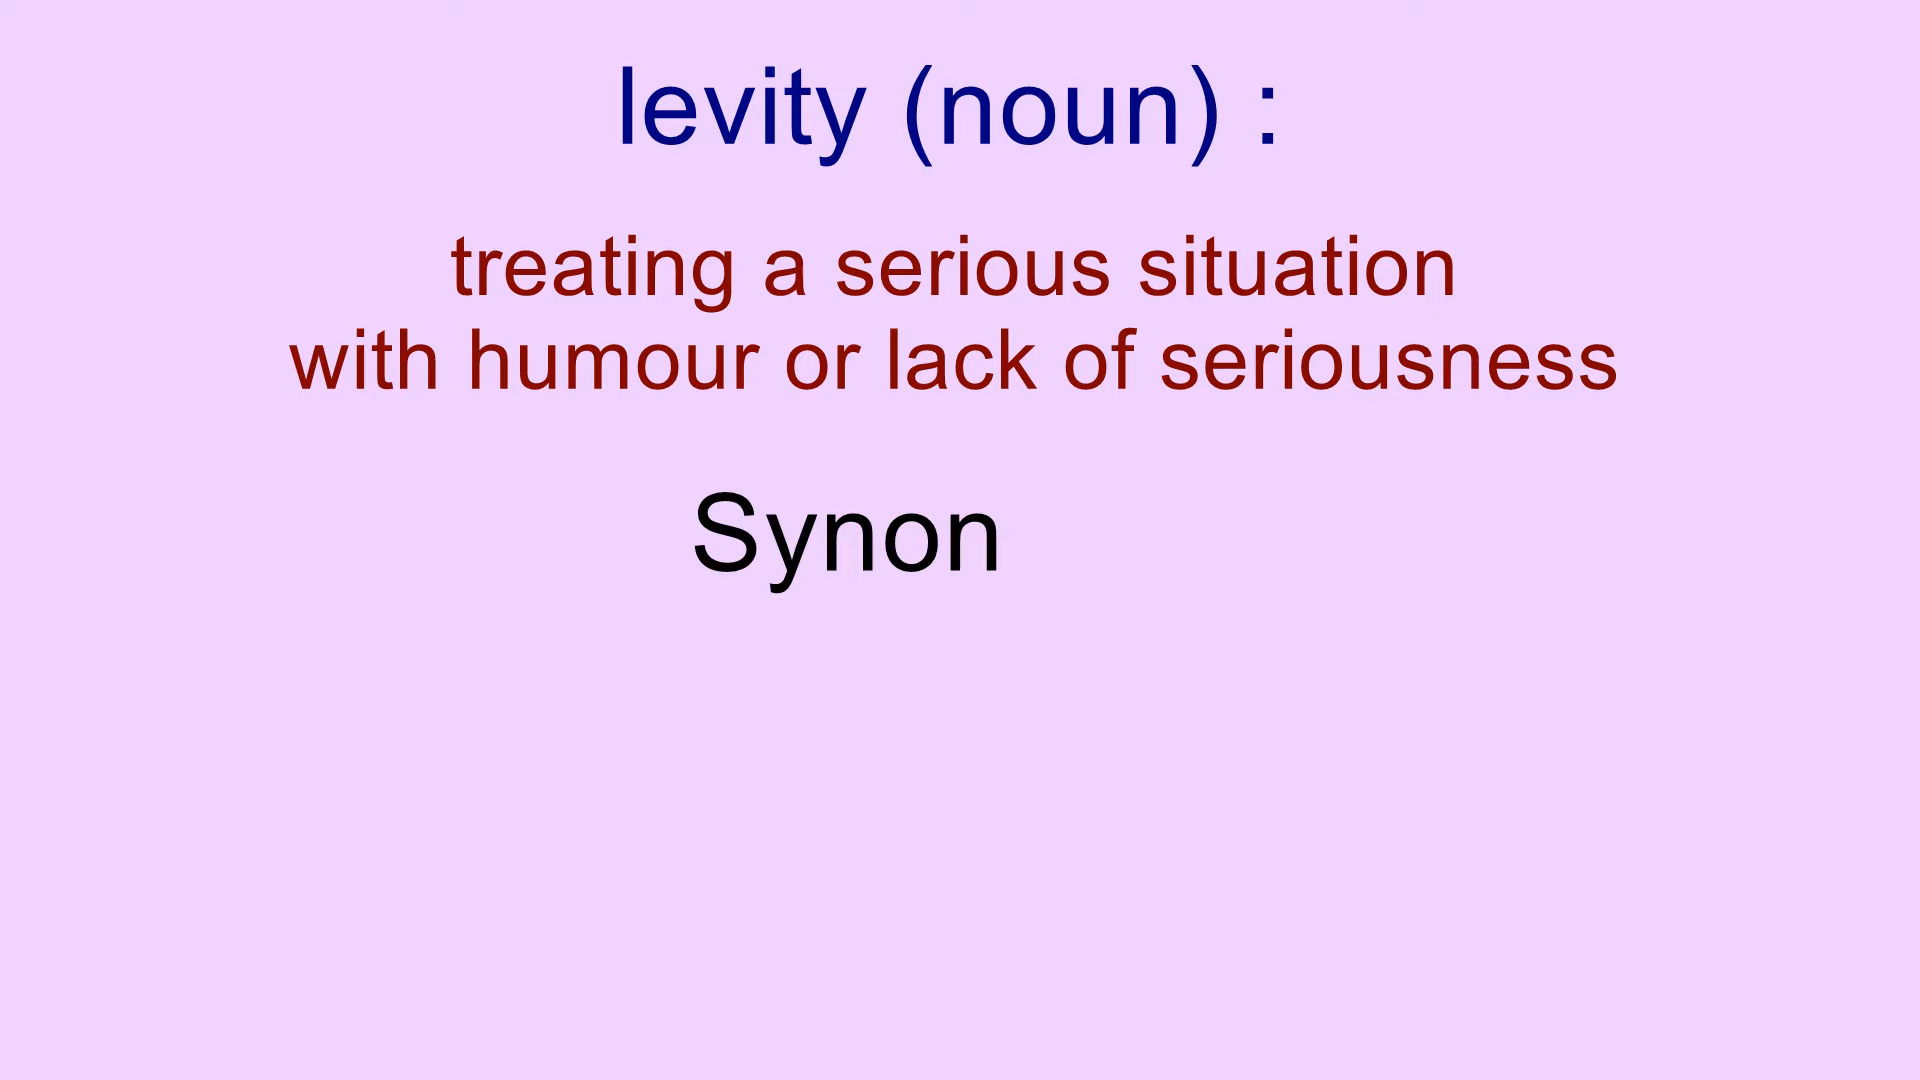 levity (noun) :
treating a serious situation
with humour or lack of seriousness
Synon